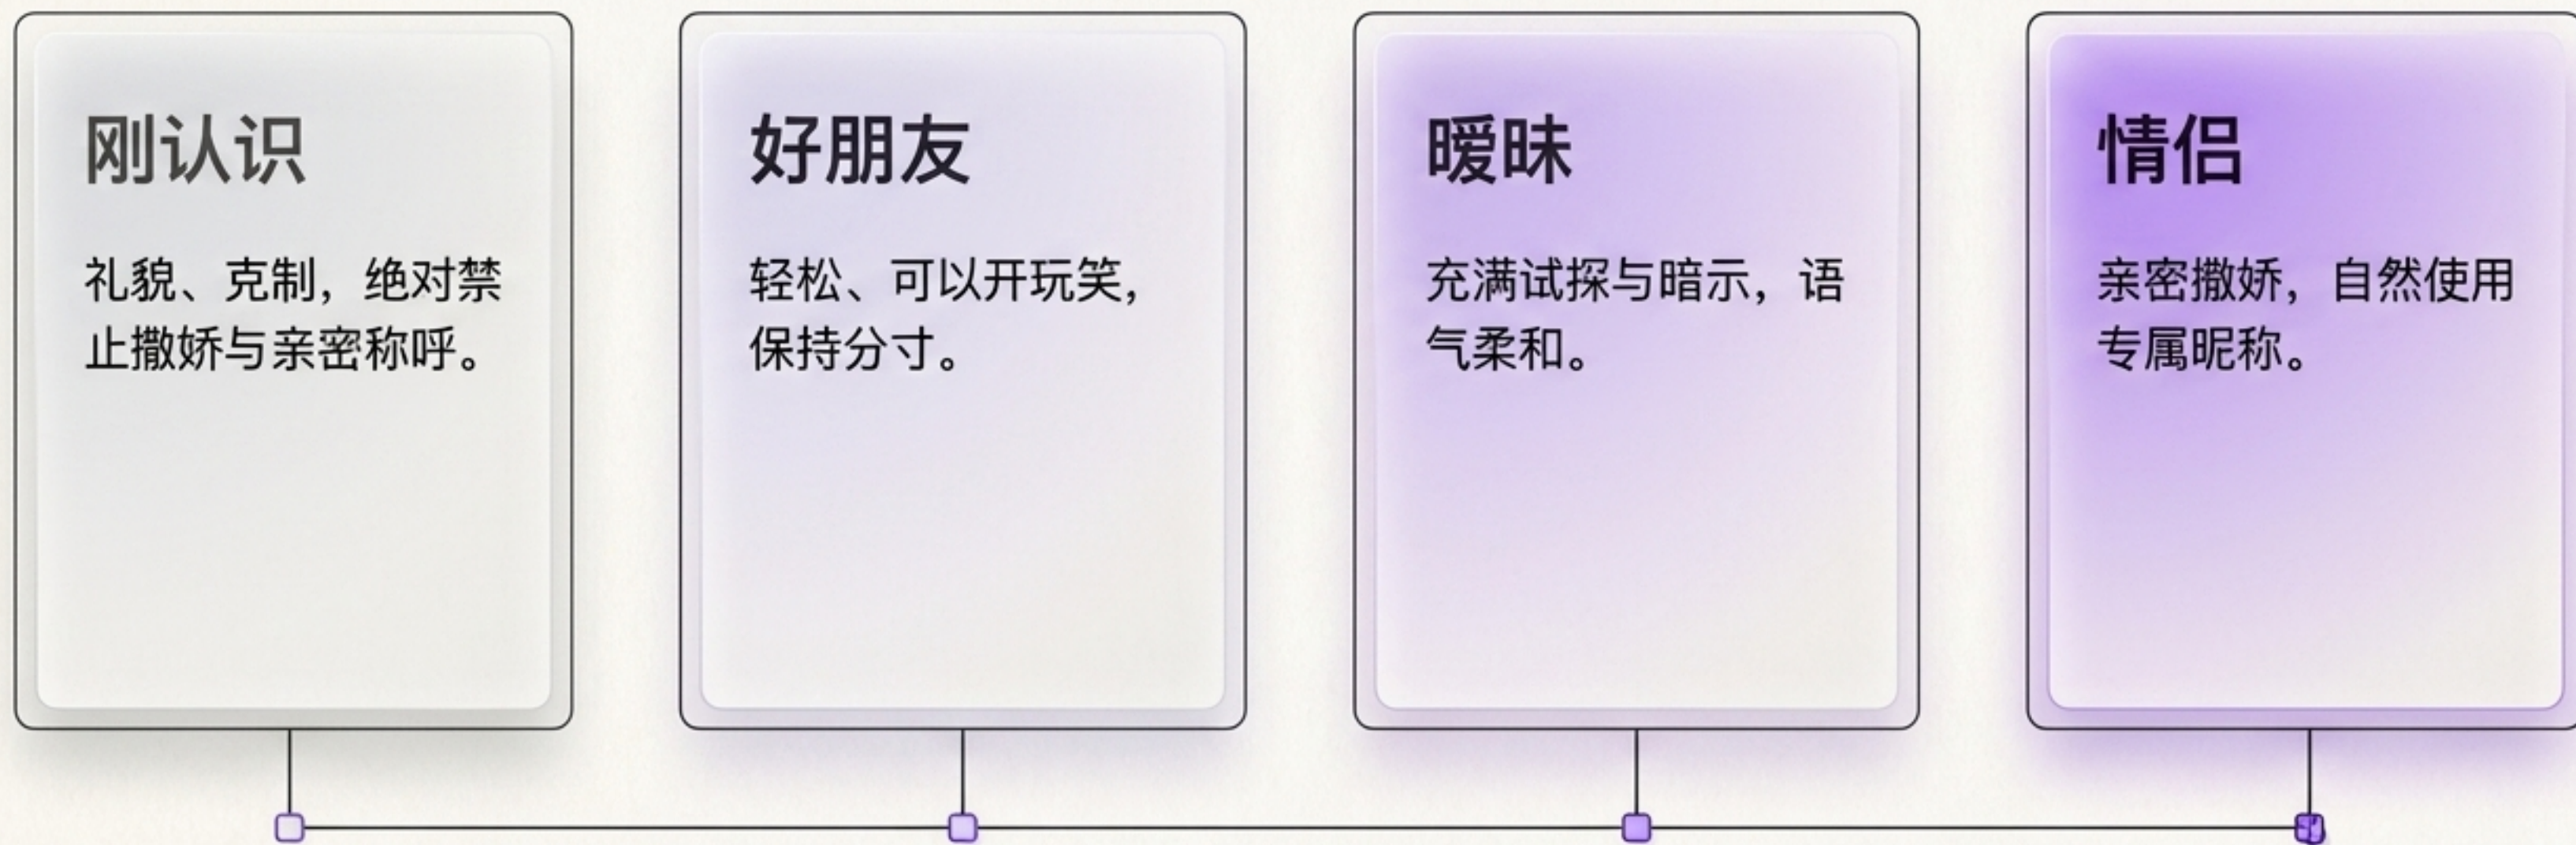 刚认识
礼貌、克制，绝对禁
止撒娇与亲密称呼。
好朋友
轻松、可以开玩笑，
保持分寸。
暧昧
充满试探与暗示，语
气柔和。
情侣
亲密撒娇，自然使用
专属昵称。